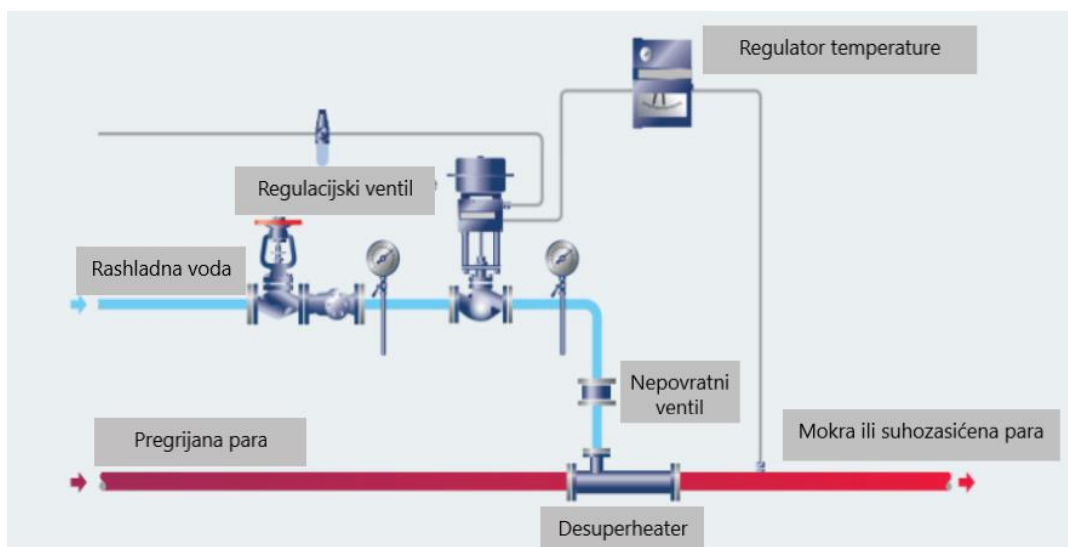 Regulator temperature
Regulacijski ventil
Rashladna voda
Nepovratni
ventil
Pregrijana para
Mokra ili suhozasićena para
Desuperheater